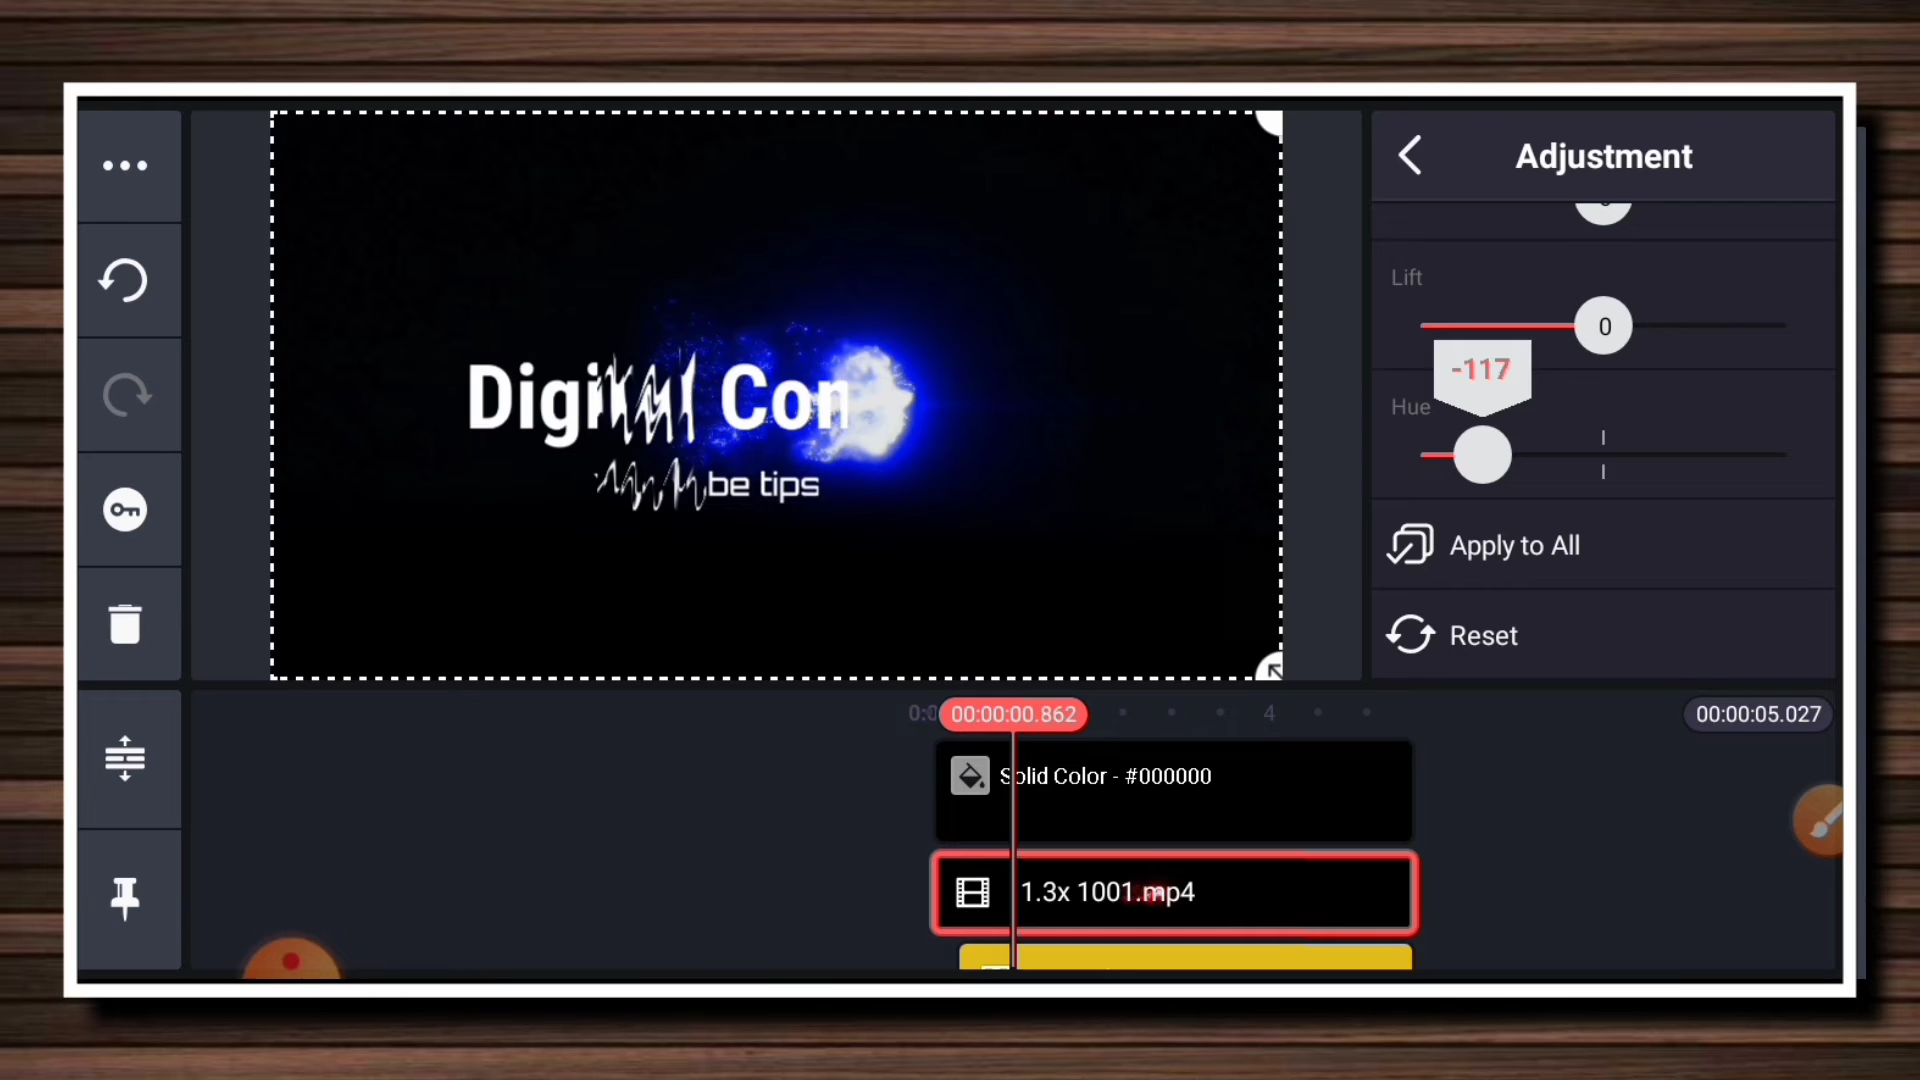 Adjustment
Lift
0
-117
Hue
Apply to All
Reset
Digital Con
be tips
00:00:00.862
4
00:00:05.027
Solid Color - #000000
1.3x 1001.mp4